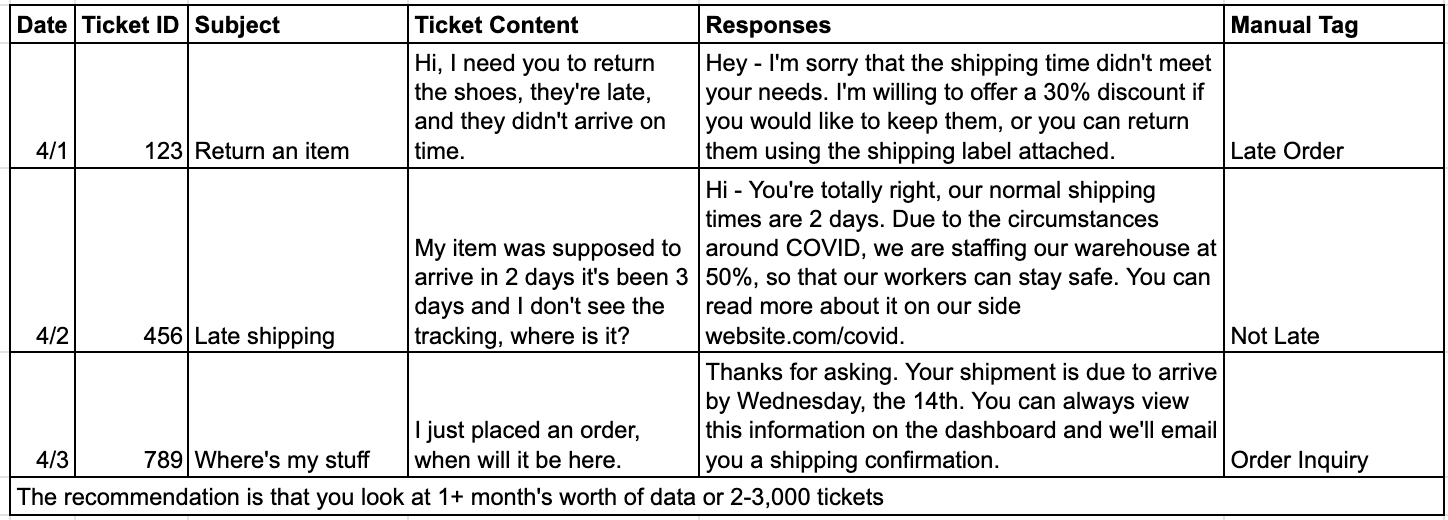 Date Ticket ID Subject Ticket Content Responses Manual Tag
4/1 123 Return an item
Hi, I need you to return
the shoes, they're late,
and they didn't arrive on
time.
Hey - I'm sorry that the shipping time didn't meet
your needs. I'm willing to offer a 30% discount if
you would like to keep them, or you can return
them using the shipping label attached.
Late Order
4/2 456 Late shipping
My item was supposed to
arrive in 2 days it's been 3
days and I don't see the
tracking, where is it?
Hi - You're totally right, our normal shipping
times are 2 days. Due to the circumstances
around COVID, we are staffing our warehouse at
50%, so that our workers can stay safe. You can
read more about it on our side
website.com/covid.
Not Late
4/3 789 Where's my stuff
I just placed an order,
when will it be here.
Thanks for asking. Your shipment is due to arrive
by Wednesday, the 14th. You can always view
this information on the dashboard and we'll email
you a shipping confirmation.
Order Inquiry
The recommendation is that you look at 1+ month's worth of data or 2-3,000 tickets